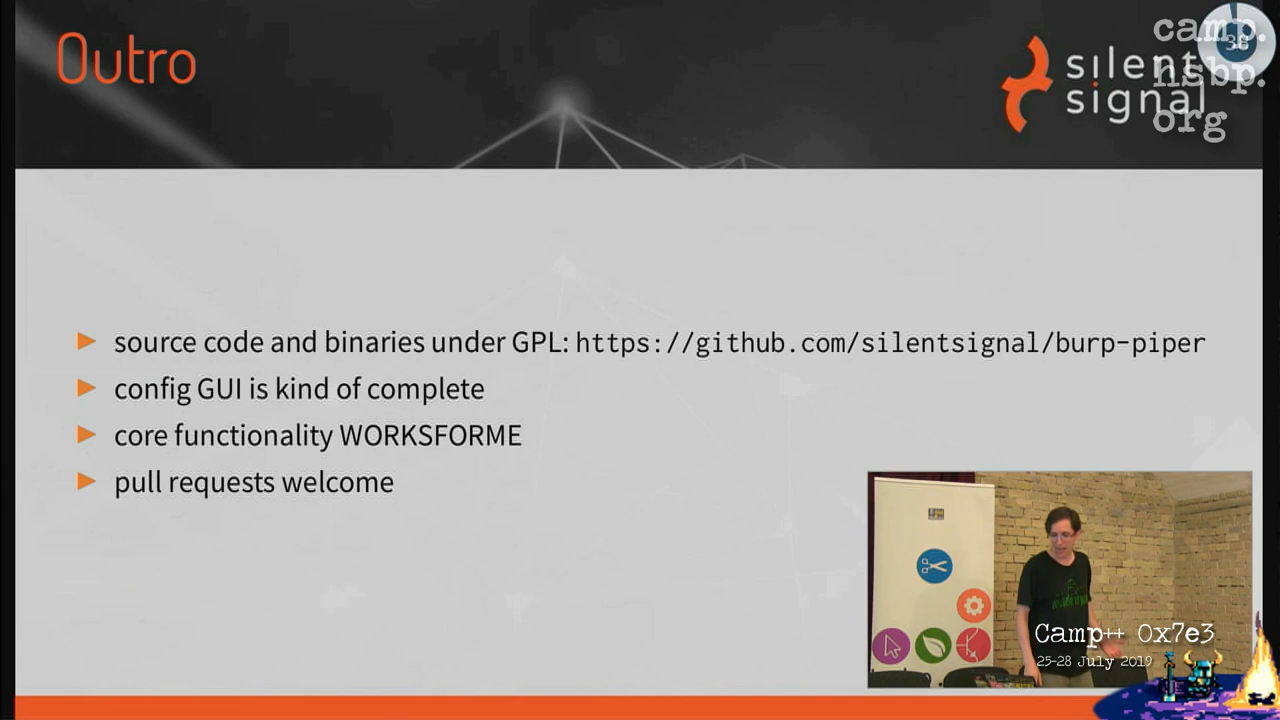 Outro
silent
signal
camp.
hsbp.
org
38
source code and binaries under GPL: https://github.com/silentsignal/burp-piper
config GUI is kind of complete
core functionality WORKSFORME
pull requests welcome
Camp++ 0x7e3
25-28 July 2019